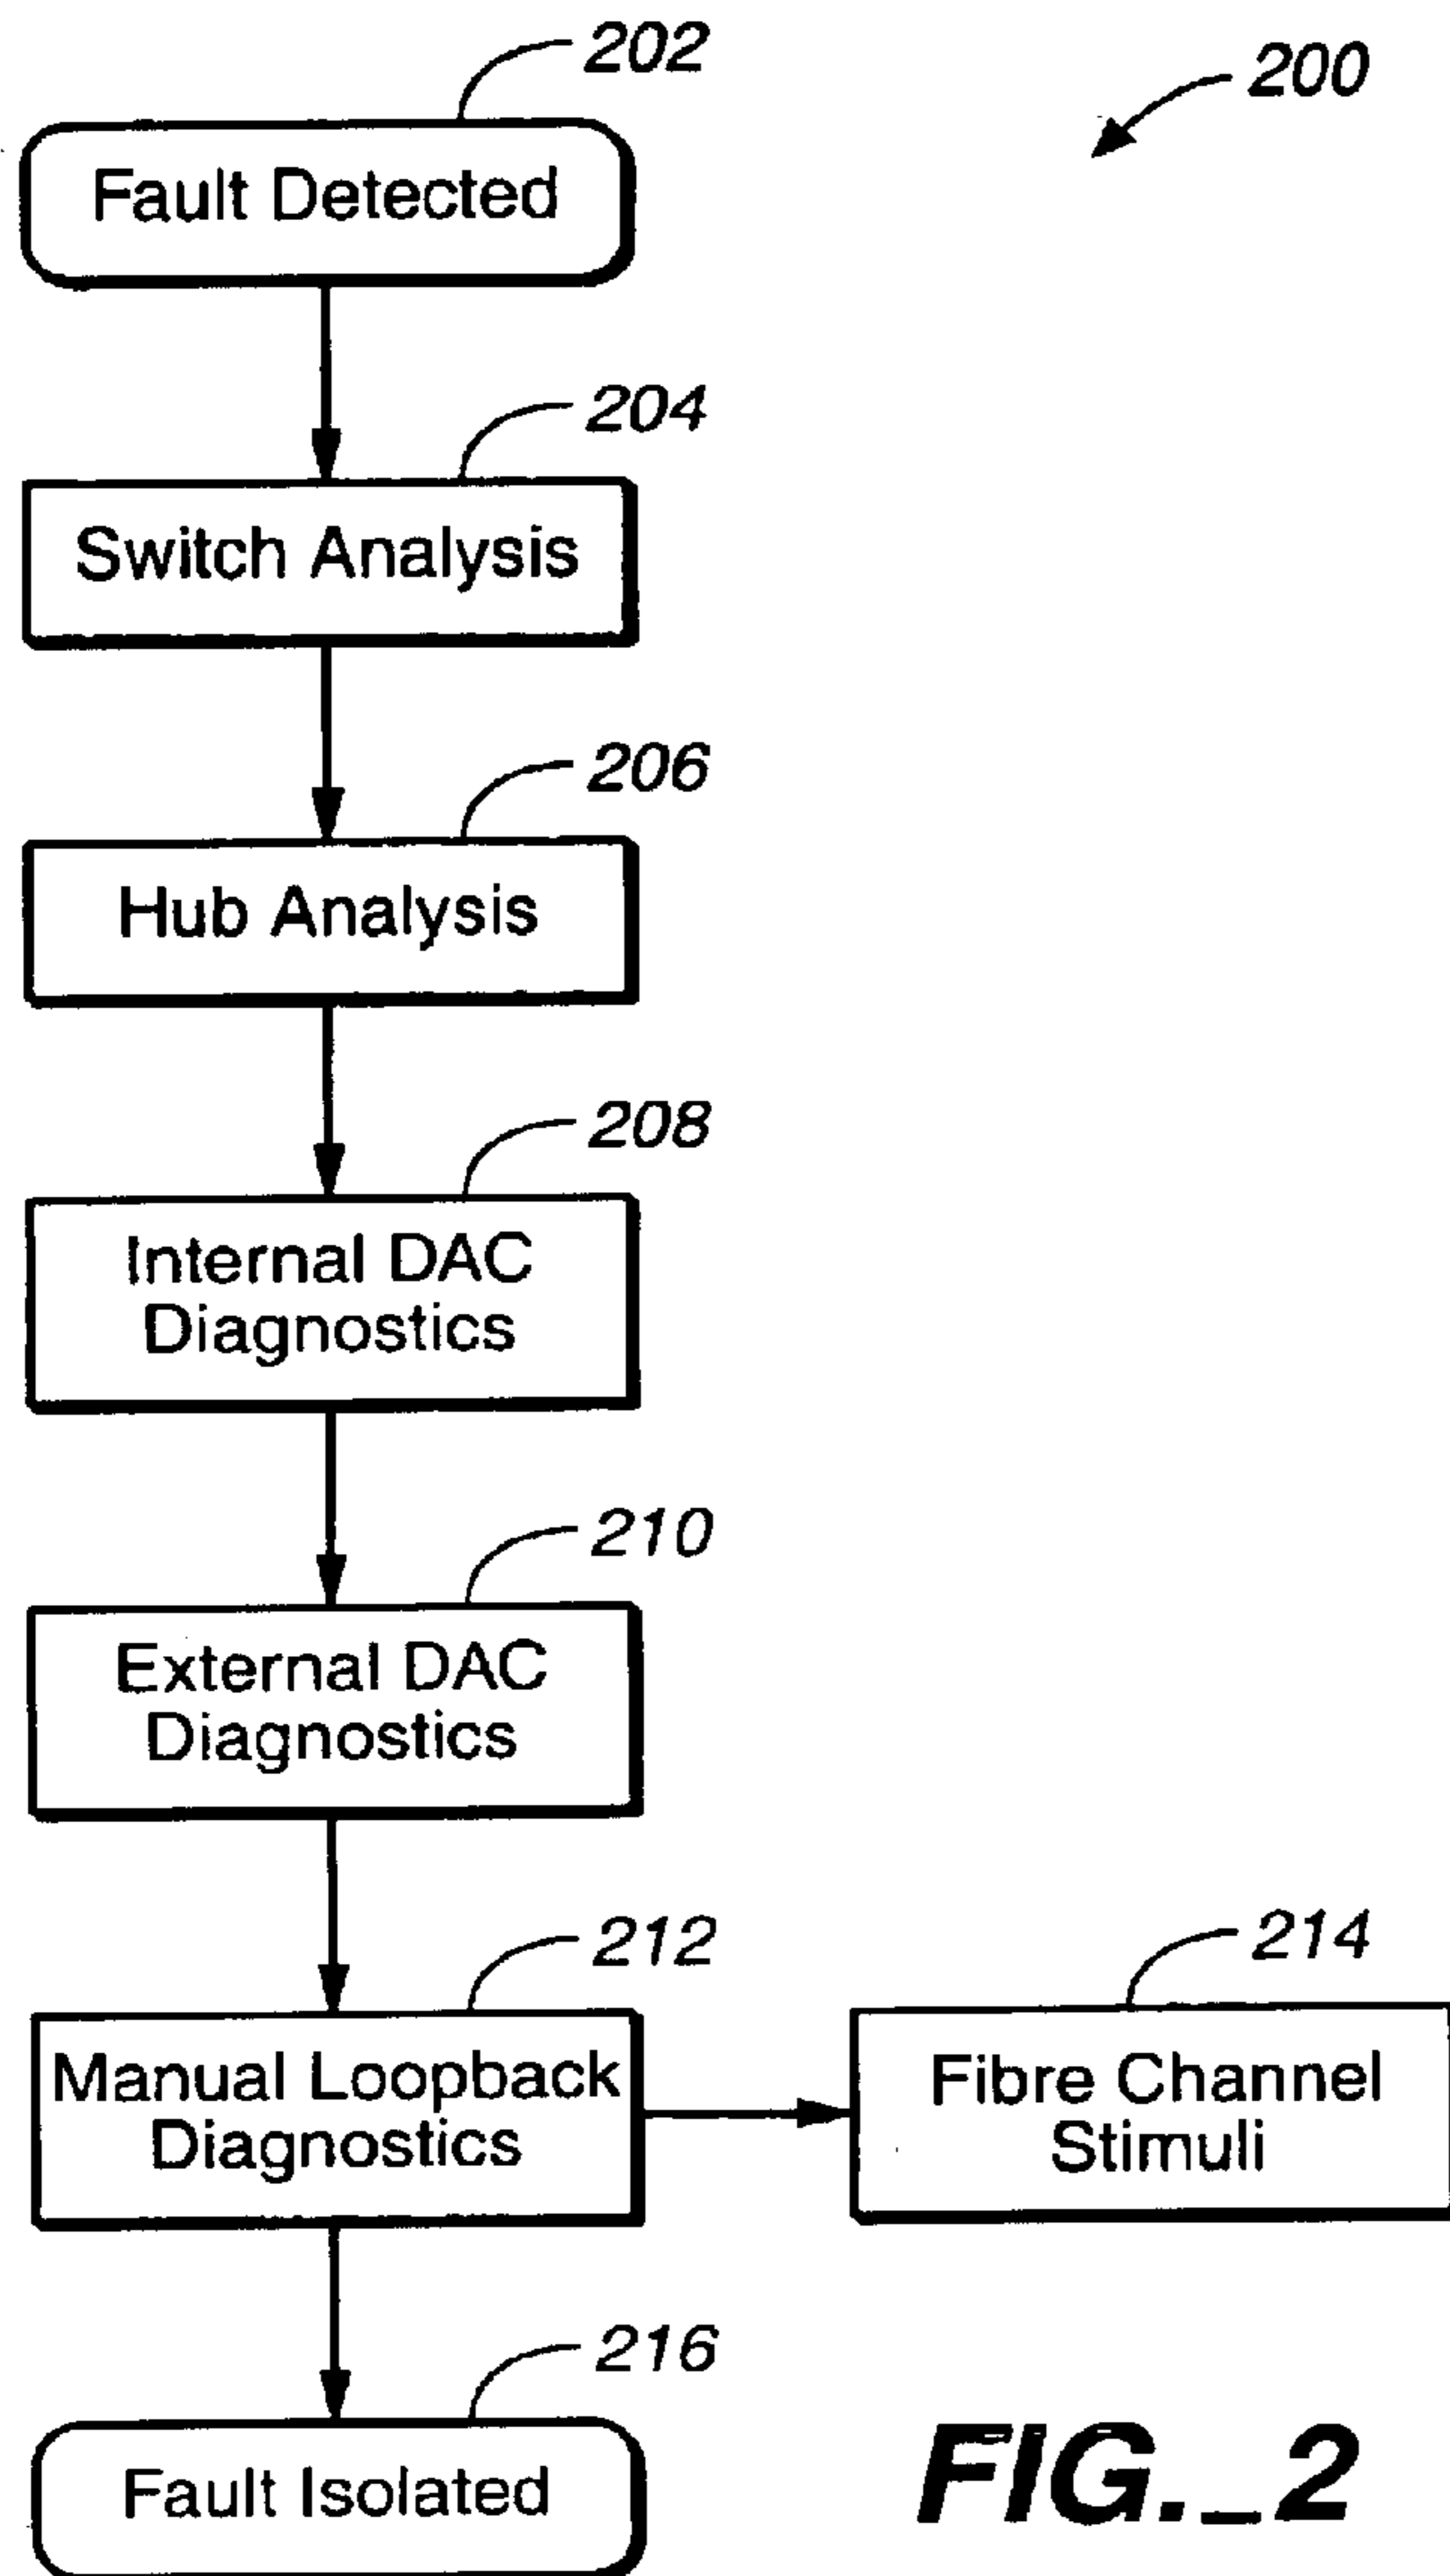 202
200
Fault Detected
204
Switch Analysis
206
Hub Analysis
208
Internal DAC
Diagnostics
210
External DAC
Diagnostics
212
214
Manual Loopback
Diagnostics
Fibre Channel
Stimuli
216
Fault Isolated
FIG._2